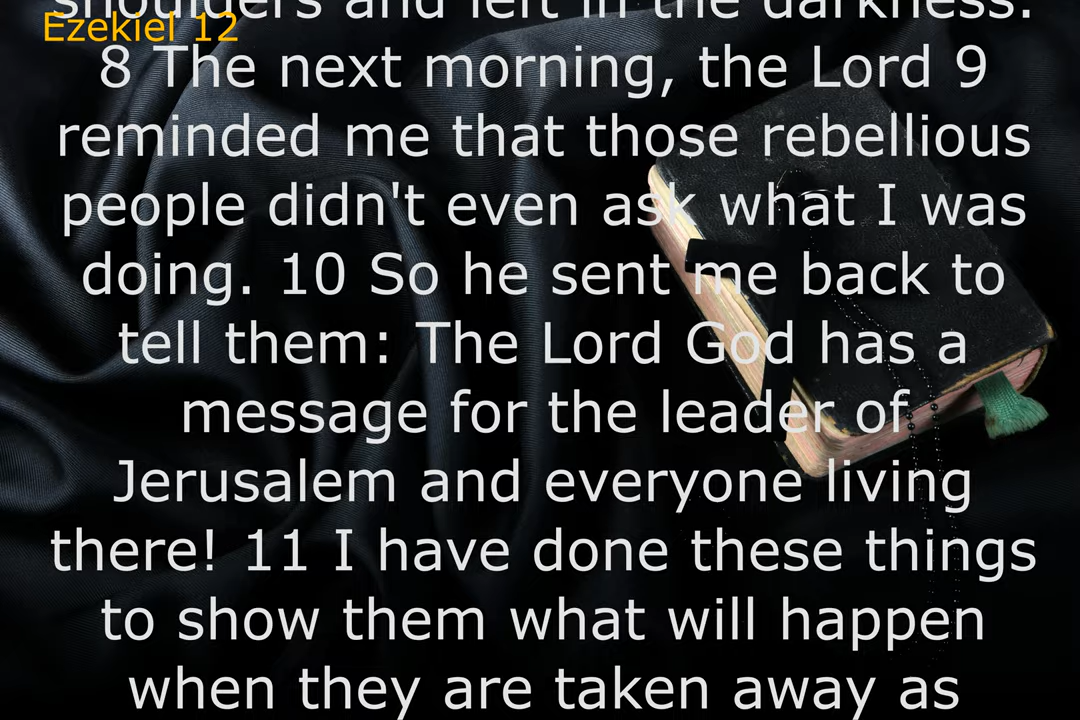 shoulders and left in the darkness.
Ezekiel 12
8 The next morning, the Lord 9
reminded me that those rebellious
people didn't even ask what I was
doing. 10 So he sent me back to
tell them: The Lord God has a
message for the leader of
Jerusalem and everyone living
there! 11 I have done these things
to show them what will happen
when they are taken away as